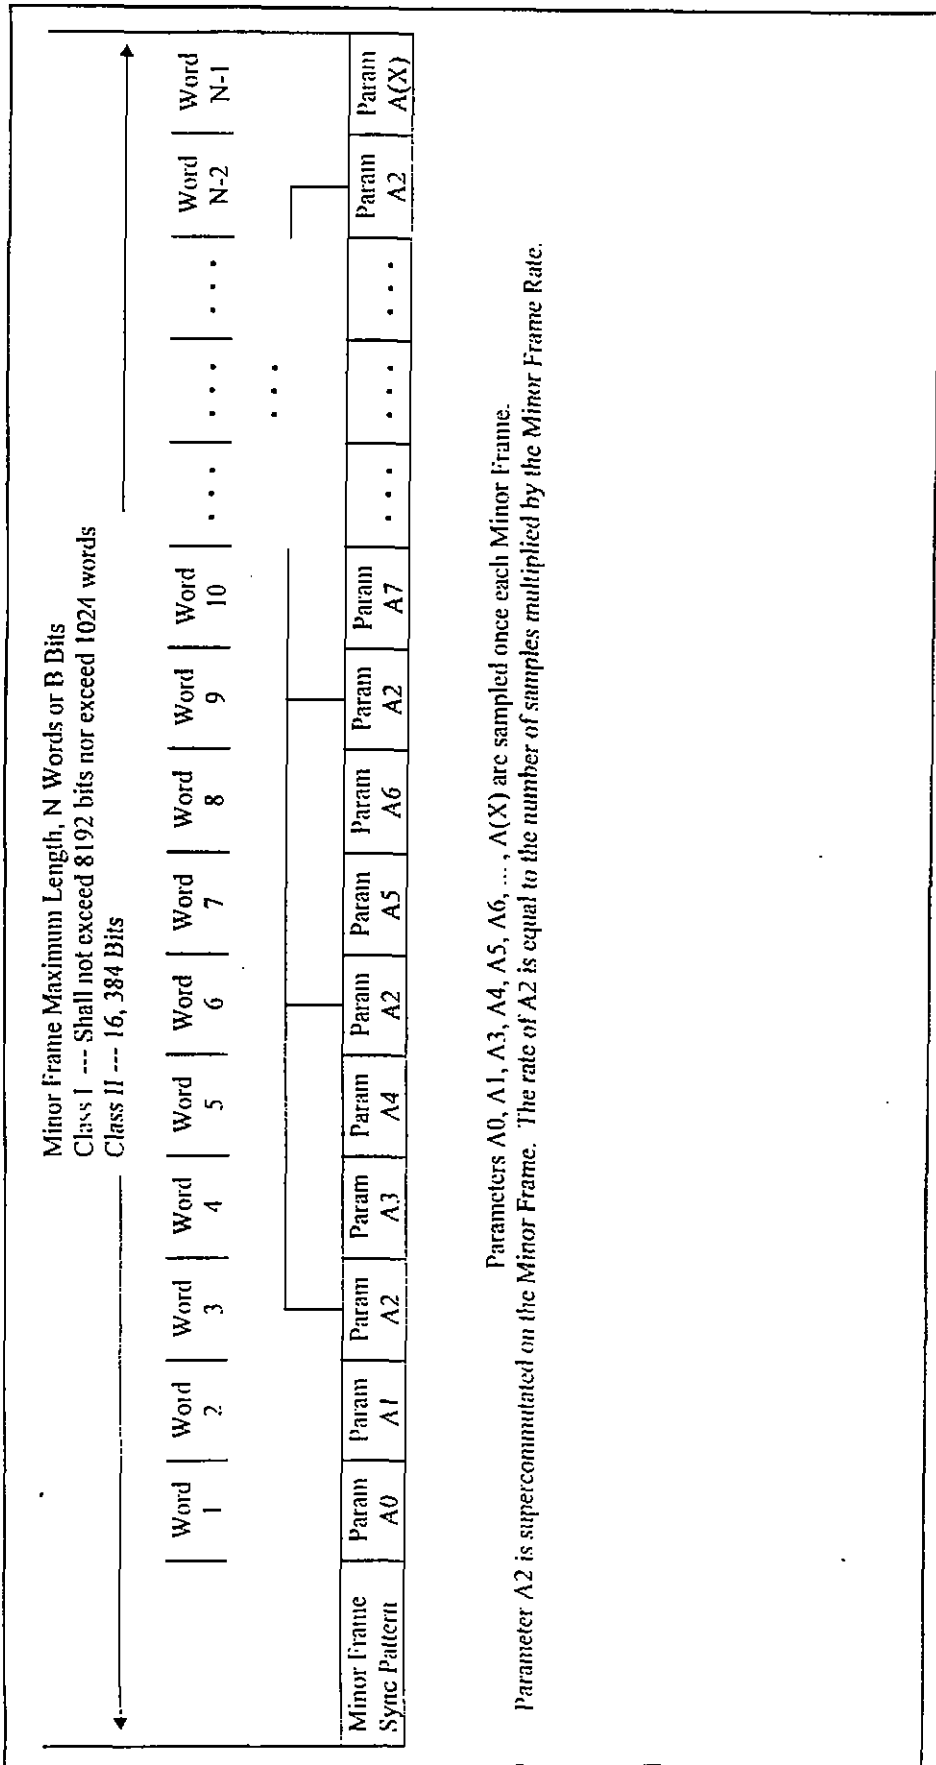 Minor Frame Maximum Length, N Words or B Bits
Class I --- Shall not exceed 8192 bits nor exceed 1024 words
Class II --- 16, 384 Bits
Word 1 | Word 2 | Word 3 | Word 4 | Word 5 | Word 6 | Word 7 | Word 8 | Word 9 | Word 10 | . . . | . . . | . . . | Word N-2 | Word N-1
. . .
Minor Frame Sync Pattern | Param A0 | Param A1 | Param A2 | Param A3 | Param A4 | Param A2 | Param A5 | Param A6 | Param A2 | Param A7 | . . . | . . . | . . . | Param A2 | Param A(X)
Parameters A0, A1, A3, A4, A5, A6, ... , A(X) are sampled once each Minor Frame.
Parameter A2 is supercommutated on the Minor Frame. The rate of A2 is equal to the number of samples multiplied by the Minor Frame Rate.